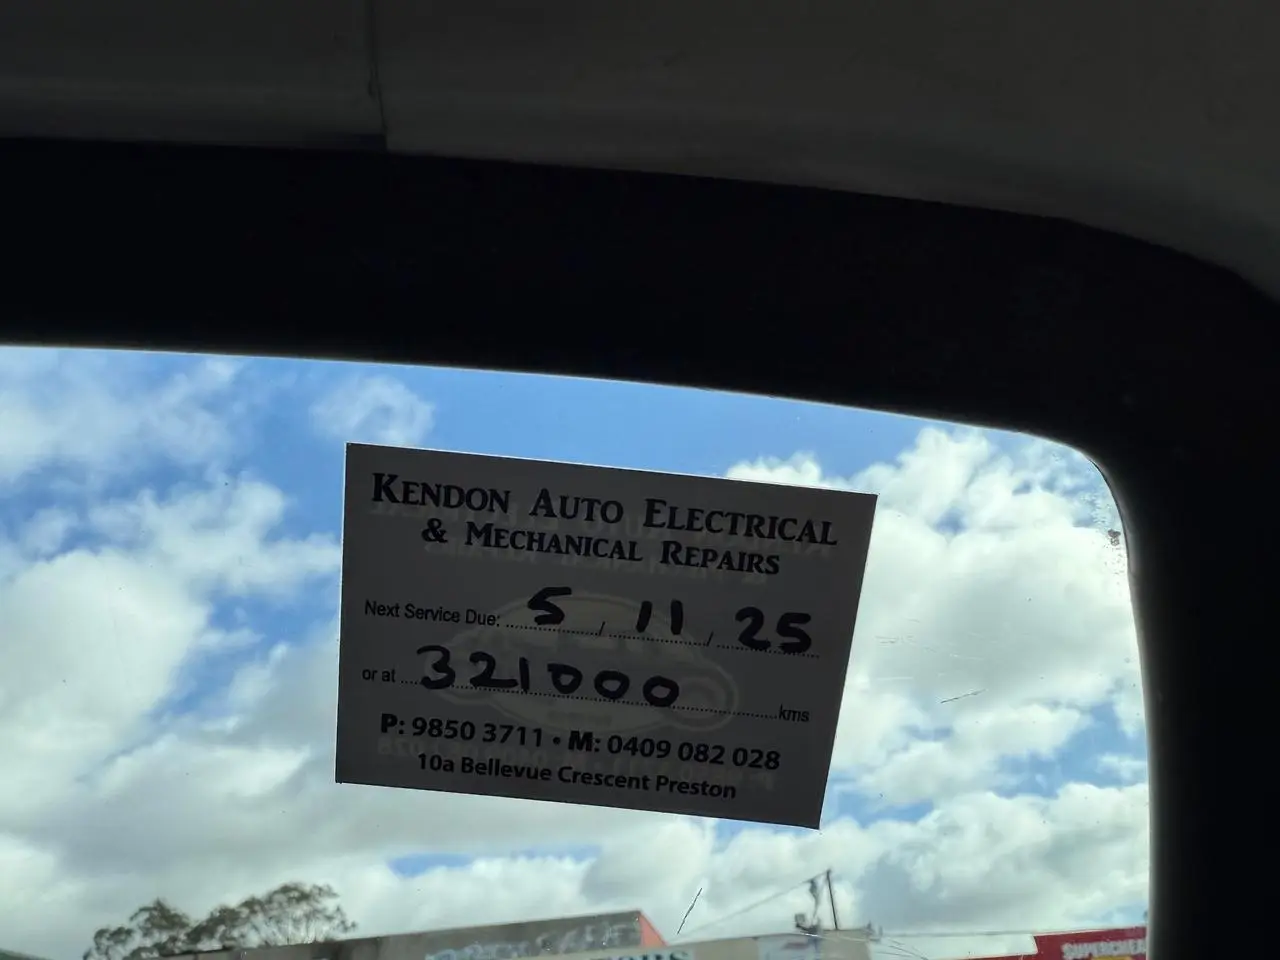 KENDON AUTO ELECTRICAL
& MECHANICAL REPAIRS
Next Service Due: 5 / 11 / 25
or at 321000 kms
P: 9850 3711 • M: 0409 082 028
10a Bellevue Crescent Preston